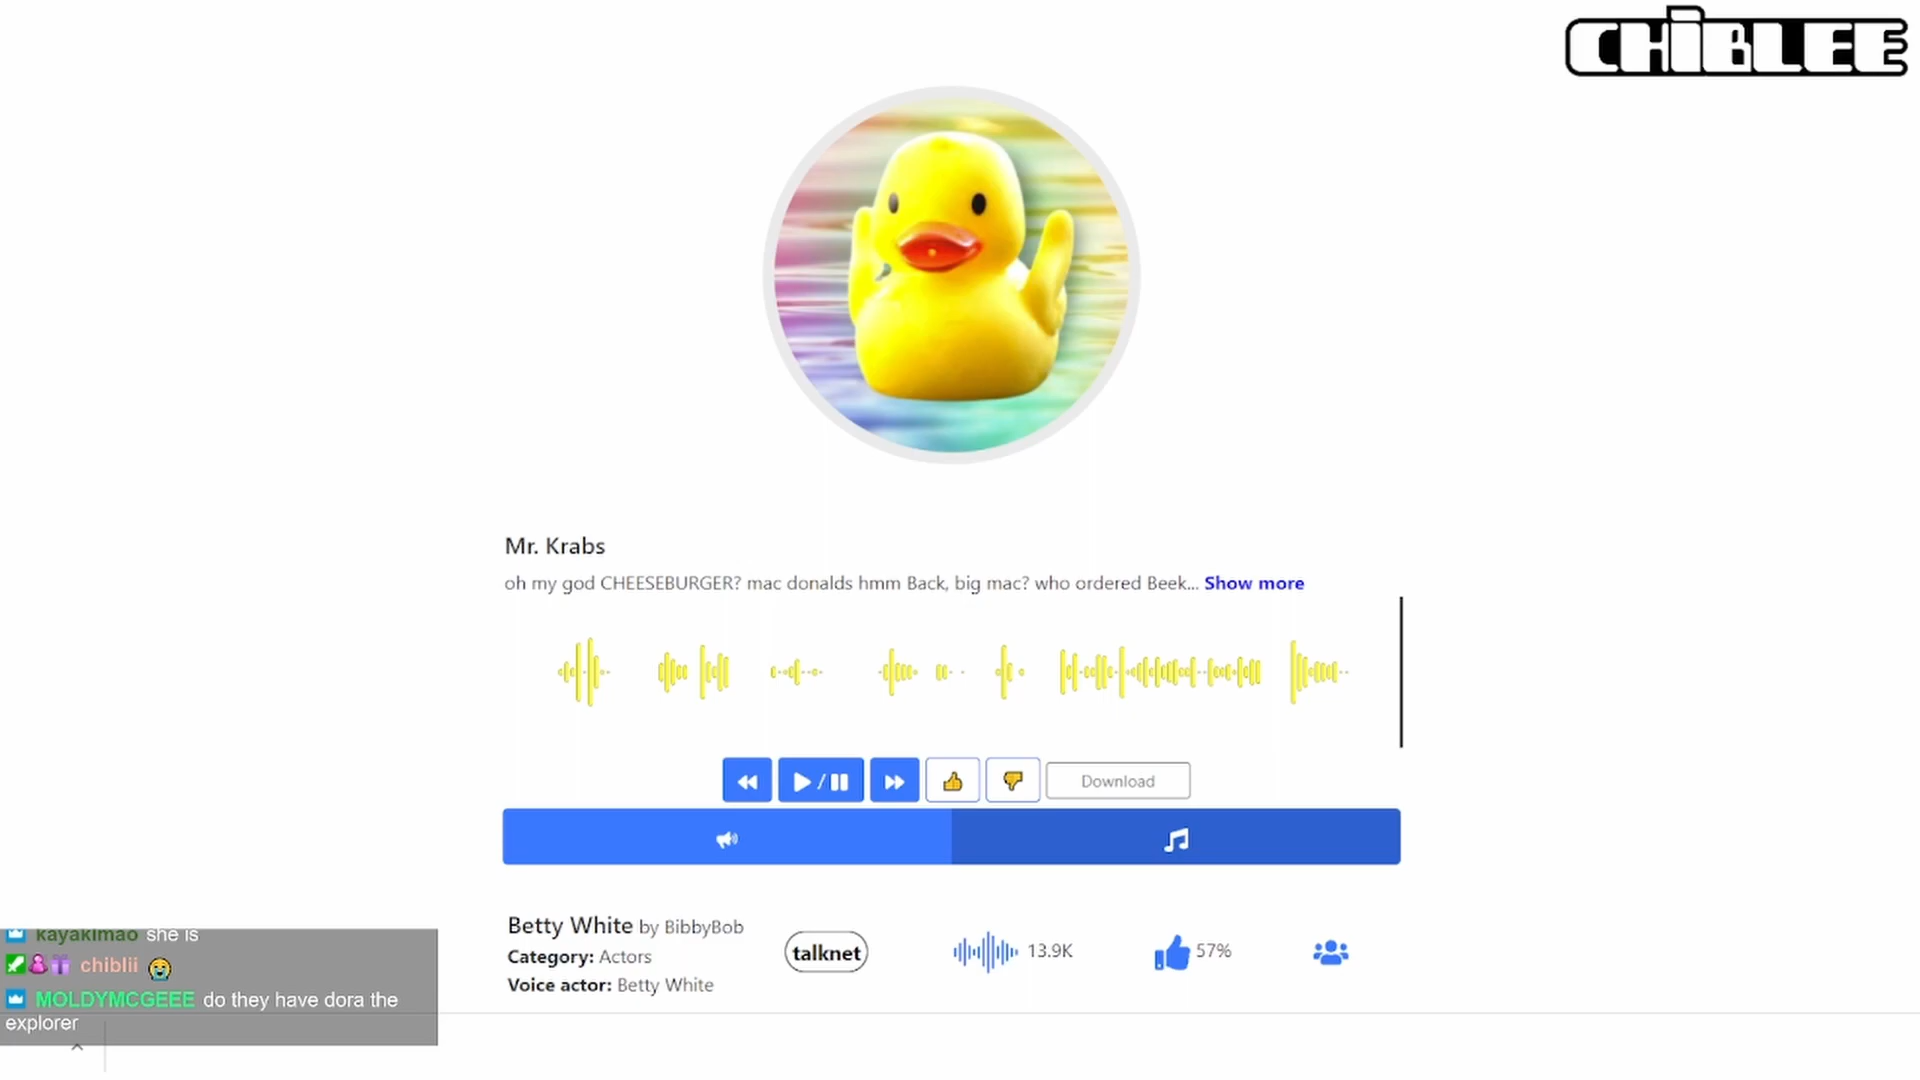 CHiBLEE
Mr. Krabs
oh my god CHEESEBURGER? mac donalds hmm Back, big mac? who ordered Beek... Show more
Download
Betty White by BibbyBob
Category: Actors
Voice actor: Betty White
talknet
13.9K
57%
kayaklmao she is
chiblii
MOLDYMCGEEE do they have dora the
explorer